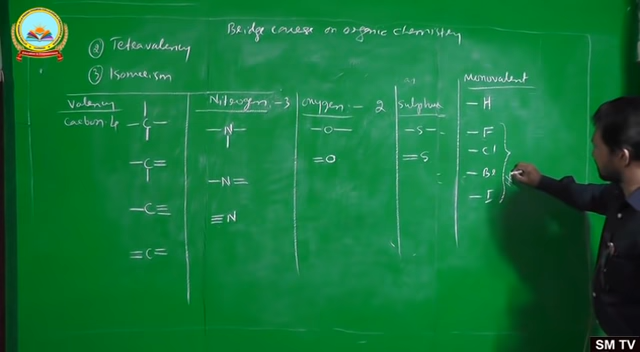 Bridge course on organic chemistry
② Tetravalency
③ Isomerism
Valency
Carbon-4
Nitrogen-3
Oxygen - 2
Sulphur
Monovalent
-C-
-C=
-C≡
=C=
-N-
-N=
≡N
-O-
=O
-S-
=S
-H
-F
-Cl
-Br
-I
SM TV